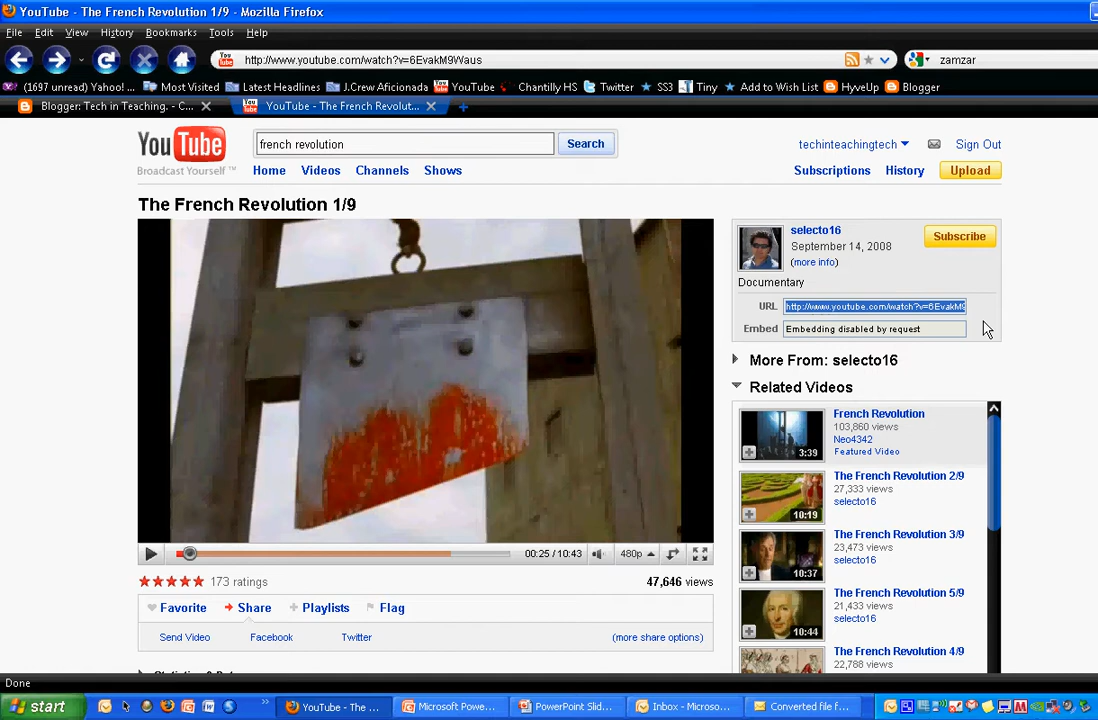 YouTube - The French Revolution 1/9 - Mozilla Firefox
File Edit View History Bookmarks Tools Help
http://www.youtube.com/watch?v=6EvakM9Waus
zamzar
(1697 unread) Yahoo! ... Most Visited Latest Headlines J.Crew Aficionada YouTube Chantilly HS Twitter SS3 Tiny Add to Wish List HyveUp Blogger
Blogger: Tech in Teaching. - C... YouTube - The French Revolut...
YouTube
Broadcast Yourself ™
french revolution
Search
techinteachingtech Sign Out
Home Videos Channels Shows
Subscriptions History Upload
The French Revolution 1/9
selecto16
September 14, 2008
(more info)
Subscribe
Documentary
URL http://www.youtube.com/watch?v=6EvakM9
Embed Embedding disabled by request
More From: selecto16
Related Videos
French Revolution
103,860 views
Neo4342
Featured Video
3:39
The French Revolution 2/9
27,333 views
selecto16
10:19
The French Revolution 3/9
23,473 views
selecto16
10:37
The French Revolution 5/9
21,433 views
selecto16
10:44
The French Revolution 4/9
22,788 views
00:25 / 10:43 480p
173 ratings 47,646 views
Favorite Share Playlists Flag
Send Video Facebook Twitter (more share options)
Done
start YouTube - The ... Microsoft Powe... PowerPoint Slid... Inbox - Microso... Converted file f...